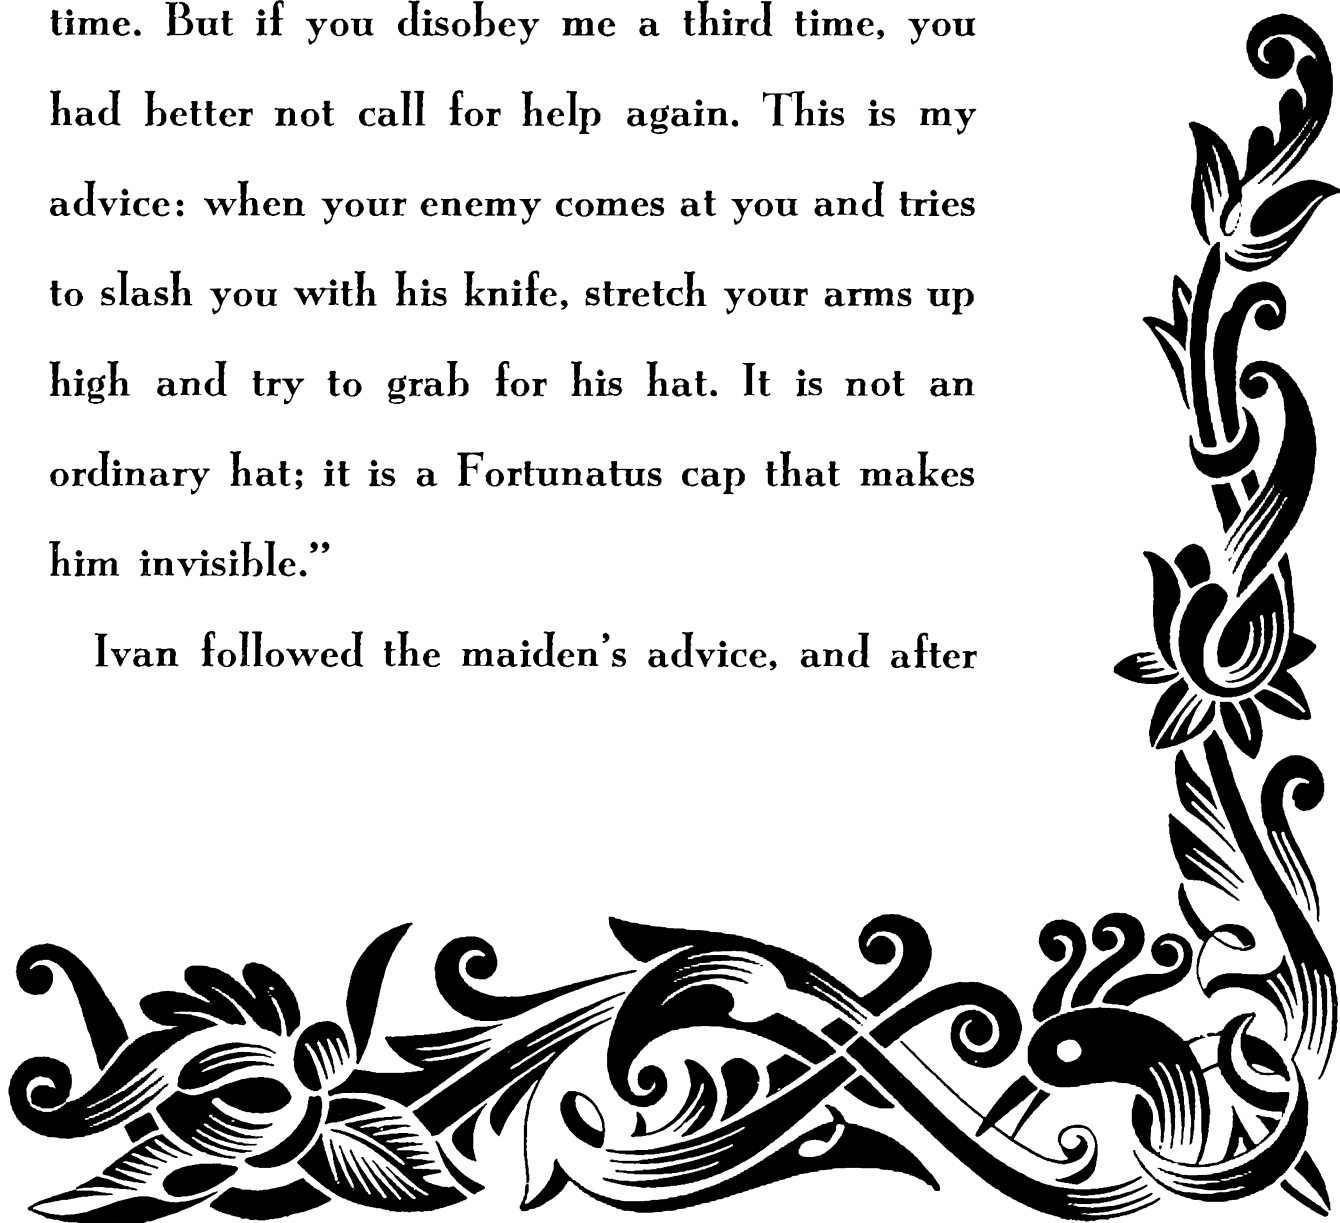 time. But if you disobey me a third time, you
had better not call for help again. This is my
advice: when your enemy comes at you and tries
to slash you with his knife, stretch your arms up
high and try to grab for his hat. It is not an
ordinary hat; it is a Fortunatus cap that makes
him invisible.”
Ivan followed the maiden’s advice, and after